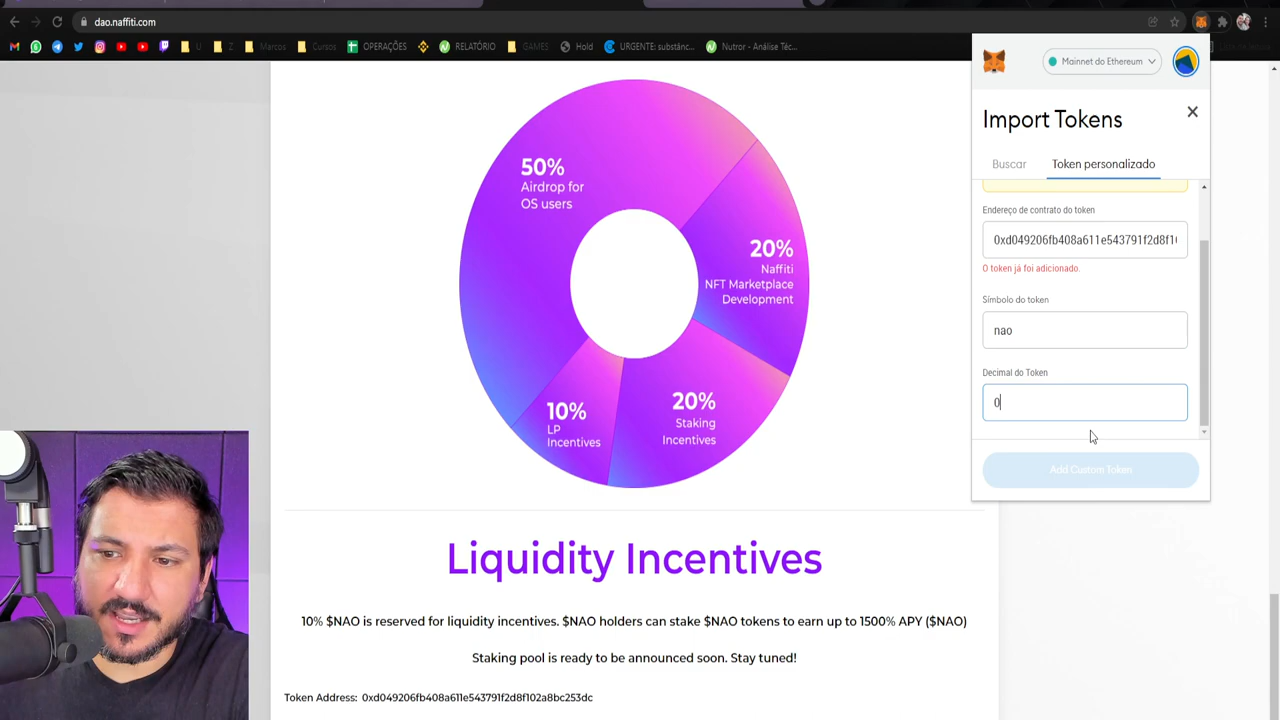 dao.naffiti.com
U
Z
Marcos
Cursos
OPERAÇÕES
RELATÓRIO
GAMES
Hold
URGENTE: substânc...
Nutror - Análise Téc...
Mainnet do Ethereum
Import Tokens
Buscar
Token personalizado
Endereço de contrato do token
0xd049206fb408a611e543791f2d8f1
O token já foi adicionado.
Símbolo do token
nao
Decimal do Token
0
Add Custom Token
50%
Airdrop for
OS users
20%
Naffiti
NFT Marketplace
Development
20%
Staking
Incentives
10%
LP
Incentives
Liquidity Incentives
10% $NAO is reserved for liquidity incentives. $NAO holders can stake $NAO tokens to earn up to 1500% APY ($NAO)
Staking pool is ready to be announced soon. Stay tuned!
Token Address: 0xd049206fb408a611e543791f2d8f102a8bc253dc